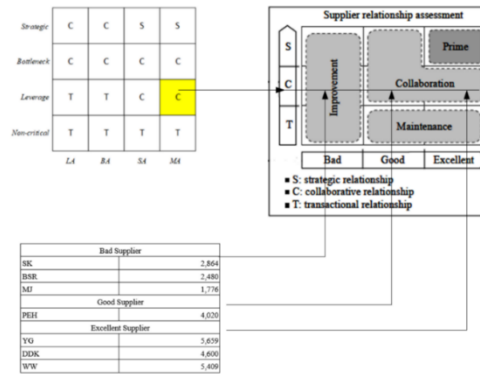 Strategic C C S S
Bottleneck C C C C
Leverage T T C C
Non-critical T T T T
LA BA SA MA
Supplier relationship assessment
S
C
T
Improvement
Prime
Collaboration
Maintenance
Bad Good Excellent
■ S: strategic relationship
■ C: collaborative relationship
■ T: transactional relationship
Bad Supplier
SK 2,864
BSR 2,480
MJ 1,776
Good Supplier
PEH 4,020
Excellent Supplier
YG 5,659
DDK 4,600
WW 5,409